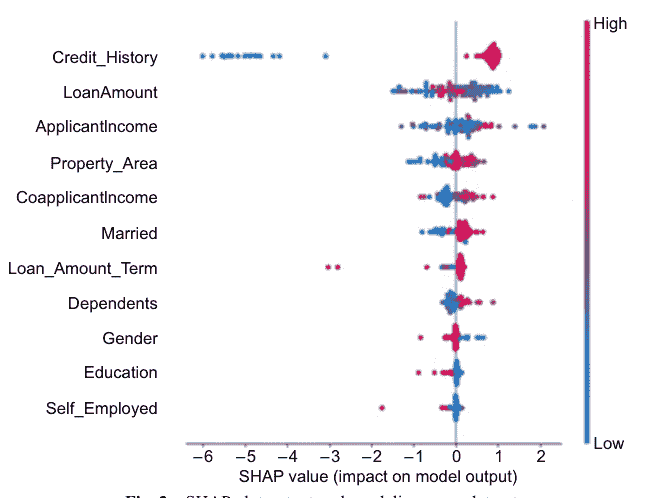 High
Credit_History
LoanAmount
ApplicantIncome
Property_Area
CoapplicantIncome
Married
Loan_Amount_Term
Dependents
Gender
Education
Self_Employed
Low
−6 −5 −4 −3 −2 −1 0 1 2
SHAP value (impact on model output)